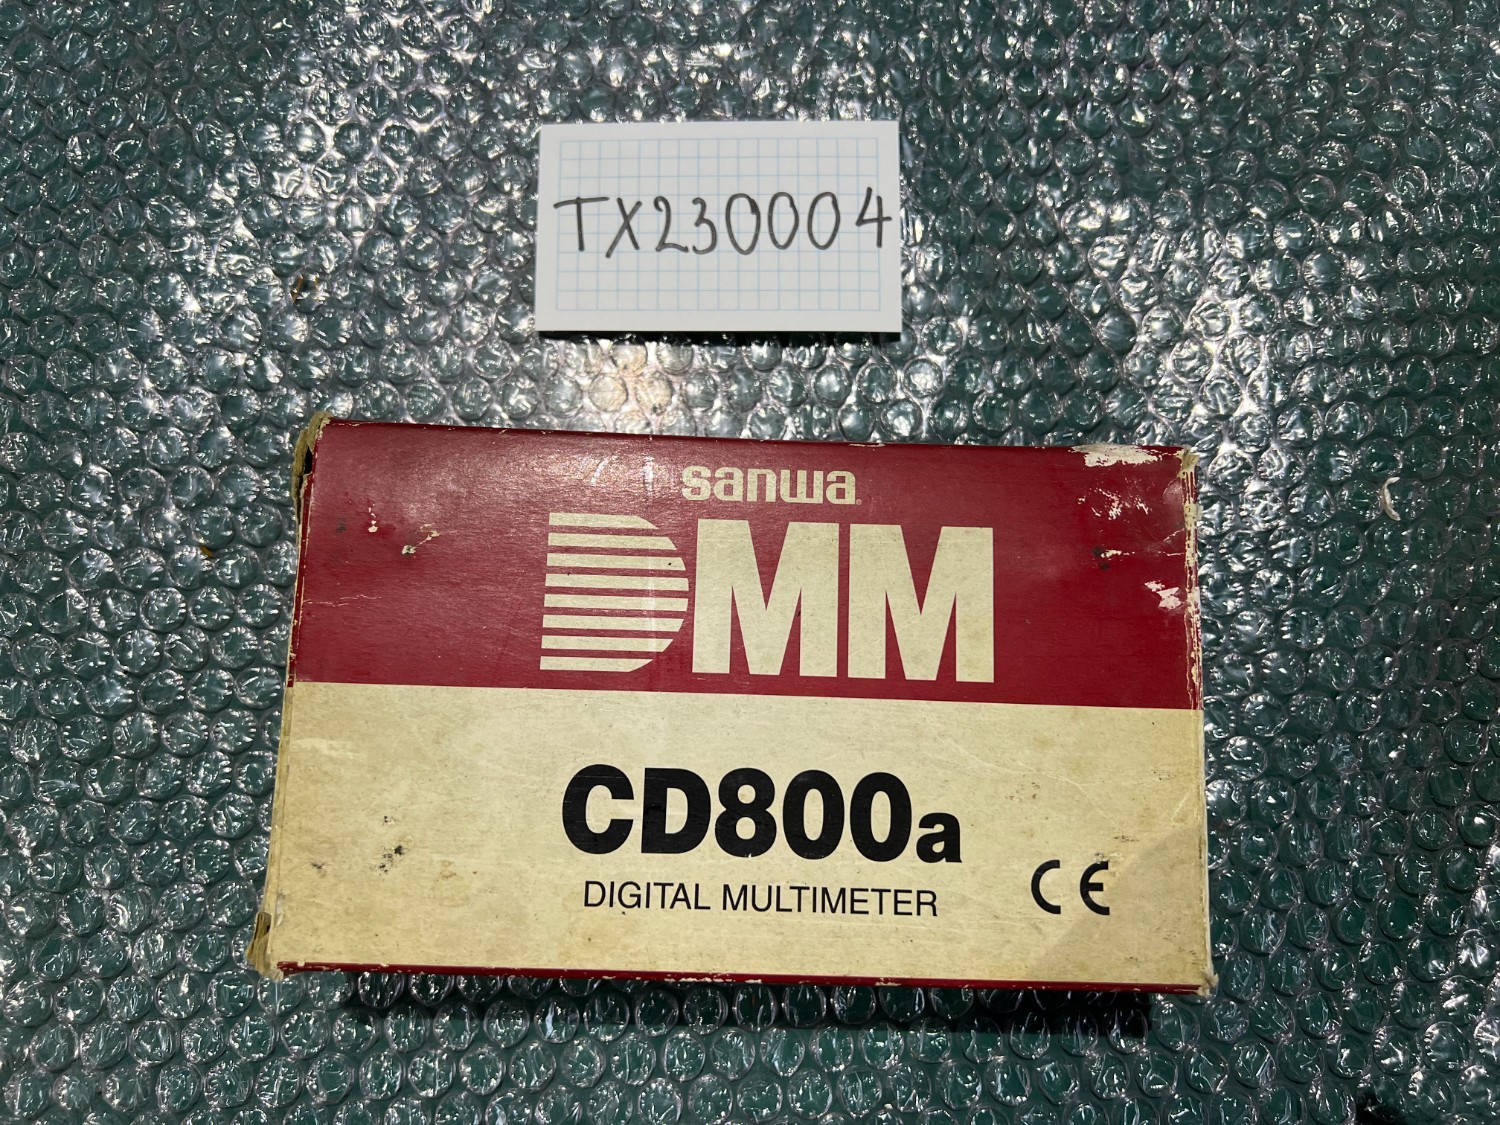 TX230004
sanwa
DMM
CD800a
DIGITAL MULTIMETER
CE